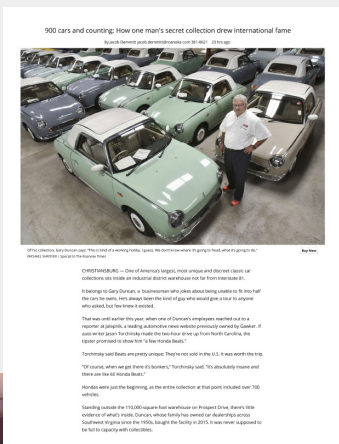 900 cars and counting: How one man's secret collection drew international fame
By Jacob Demmitt jacob.demmitt@roanoke.com 381-8621 23 hrs ago
Of his collection, Gary Duncan says: "This is kind of a working hobby, I guess. We don't know where it's going to head, what it's going to do."
Buy Now
MICHAEL SHROYER | Special to The Roanoke Times
CHRISTIANSBURG — One of America's largest, most unique and discreet classic car
collections sits inside an industrial district warehouse not far from Interstate 81.
It belongs to Gary Duncan, a businessman who jokes about being unable to fit into half
the cars he owns. He's always been the kind of guy who would give a tour to anyone
who asked, but few knew it existed.
That was until earlier this year, when one of Duncan's employees reached out to a
reporter at Jalopnik, a leading automotive news website previously owned by Gawker. If
auto writer Jason Torchinsky made the two-hour drive up from North Carolina, the
tipster promised to show him "a few Honda Beats."
Torchinsky said Beats are pretty unique: They're not sold in the U.S. It was worth the trip.
"Of course, when we get there it's bonkers," Torchinsky said. "It's absolutely insane and
there are like 60 Honda Beats."
Hondas were just the beginning, as the entire collection at that point included over 700
vehicles.
Standing outside the 110,000-square-foot warehouse on Prospect Drive, there's little
evidence of what's inside. Duncan, whose family has owned car dealerships across
Southwest Virginia since the 1950s, bought the facility in 2015. It was never supposed
to be full to capacity with collectibles.